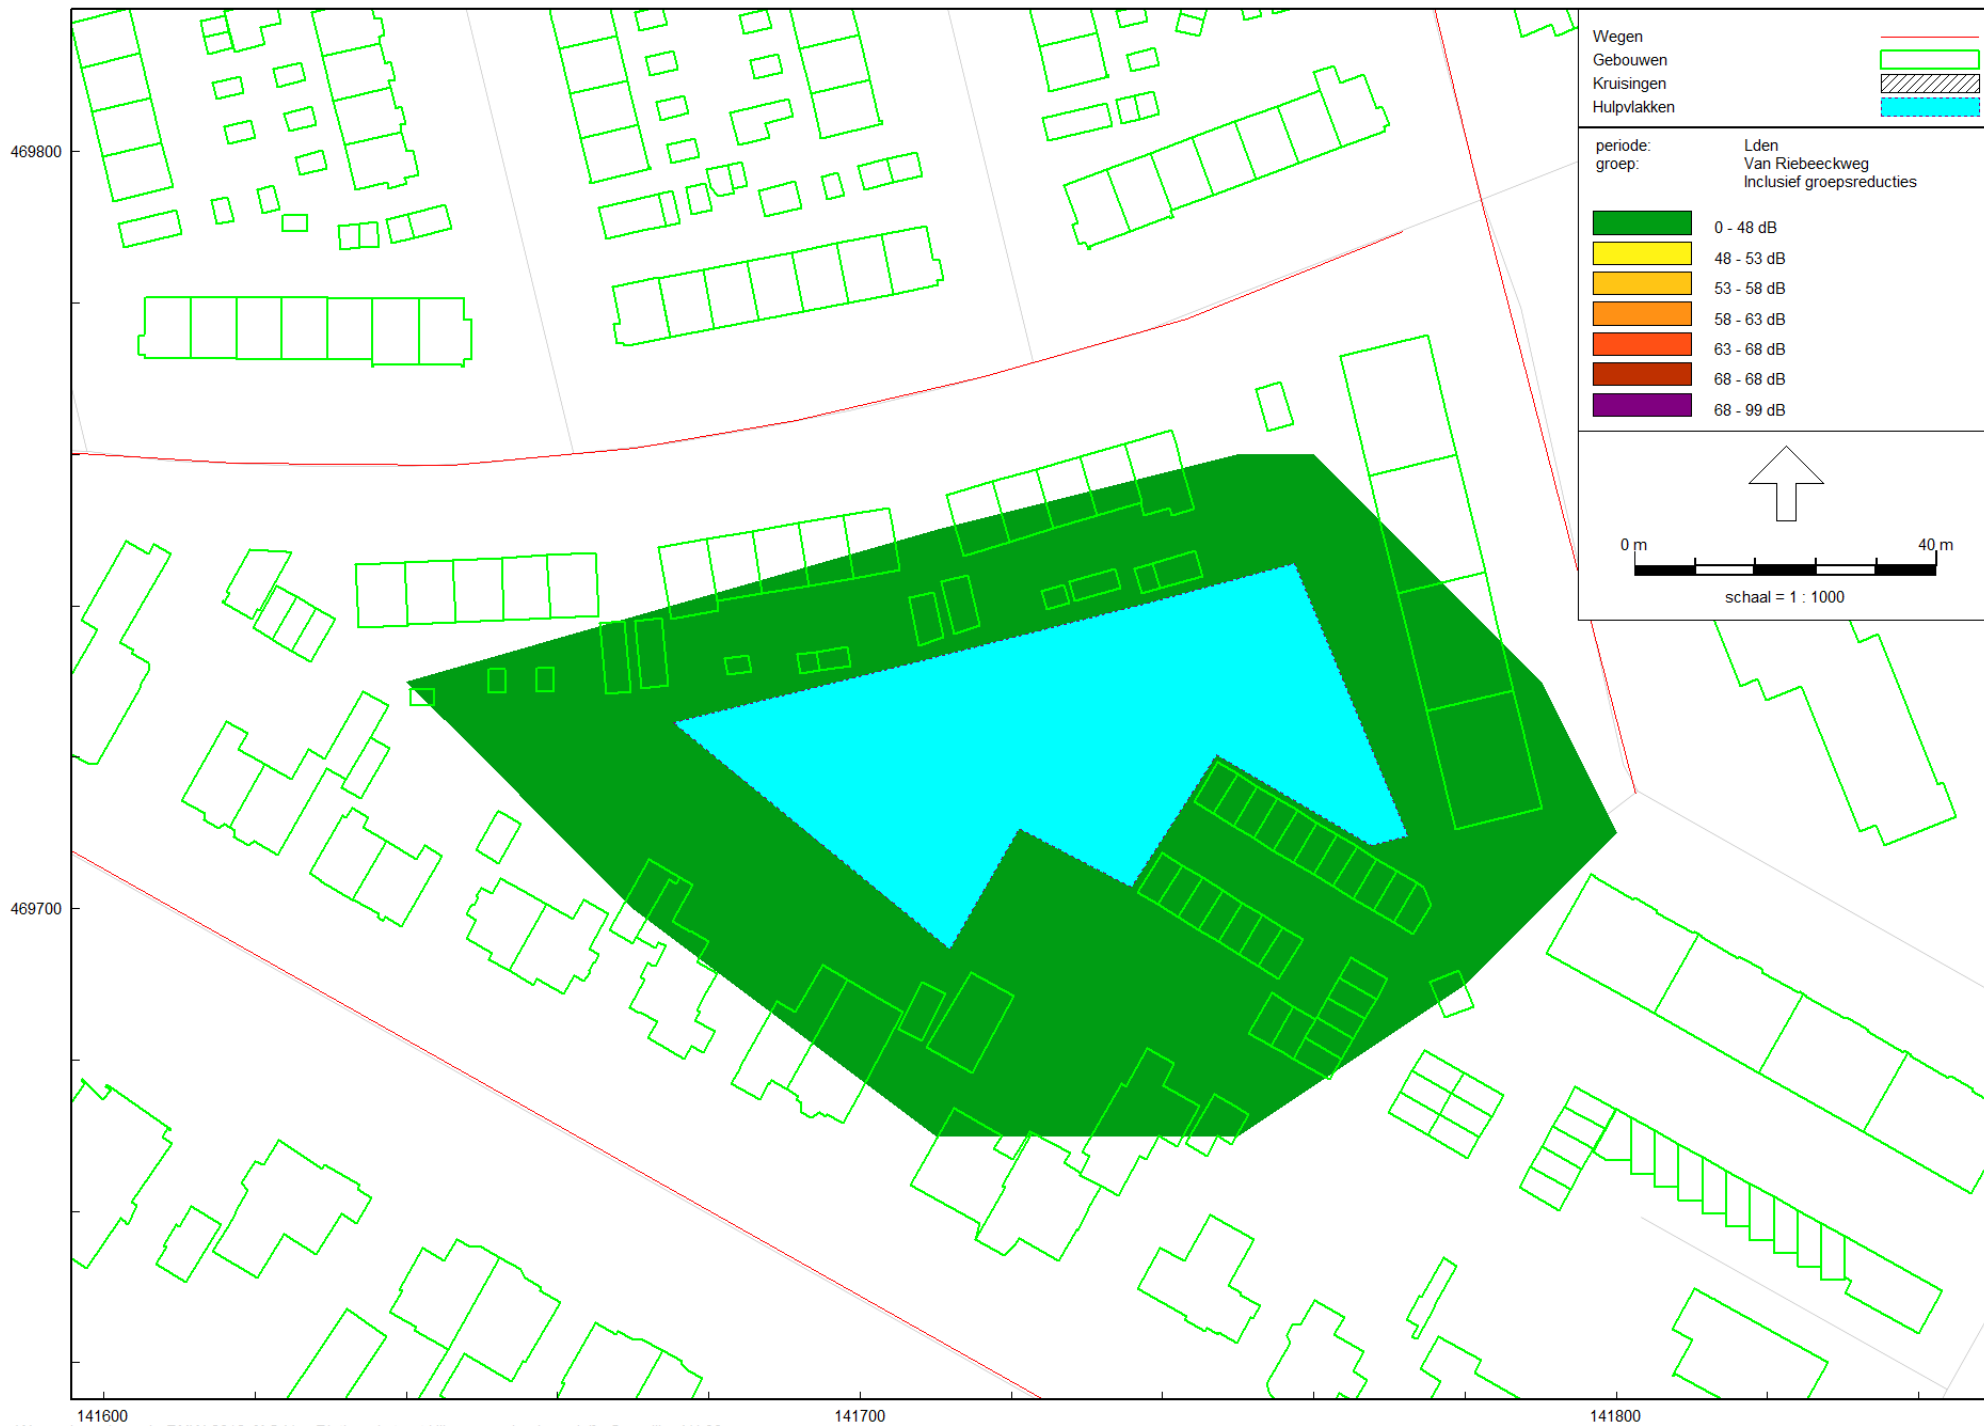 Wegen
Gebouwen
Kruisingen
Hulpvlakken
periode: Lden
groep: Van Riebeeckweg
Inclusief groepsreducties
0 - 48 dB
48 - 53 dB
53 - 58 dB
58 - 63 dB
63 - 68 dB
68 - 68 dB
68 - 99 dB
0 m 40 m
schaal = 1 : 1000
469800
469700
141600 141700 141800